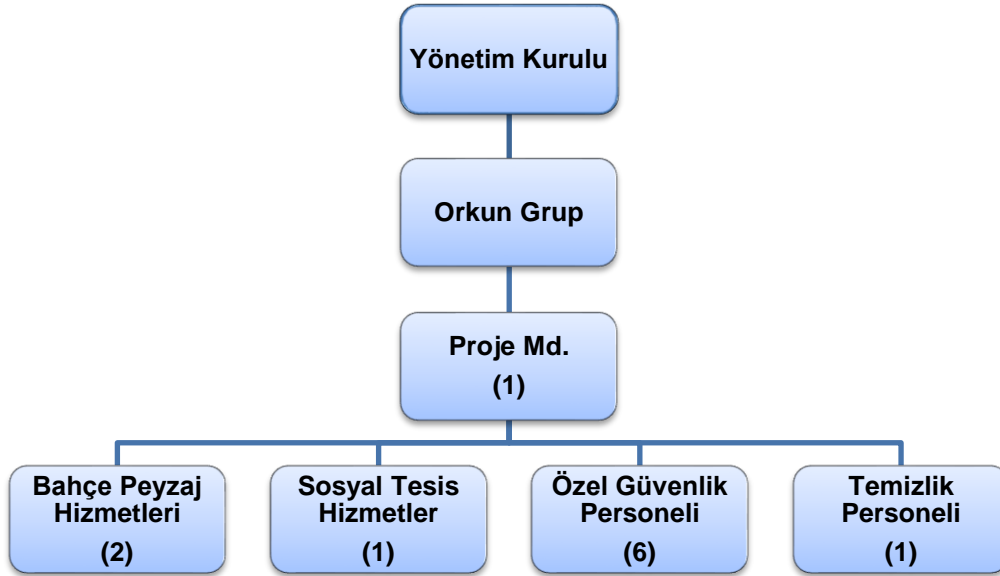 Yönetim Kurulu
Orkun Grup
Proje Md.
(1)
Bahçe Peyzaj
Hizmetleri
(2)
Sosyal Tesis
Hizmetler
(1)
Özel Güvenlik
Personeli
(6)
Temizlik
Personeli
(1)